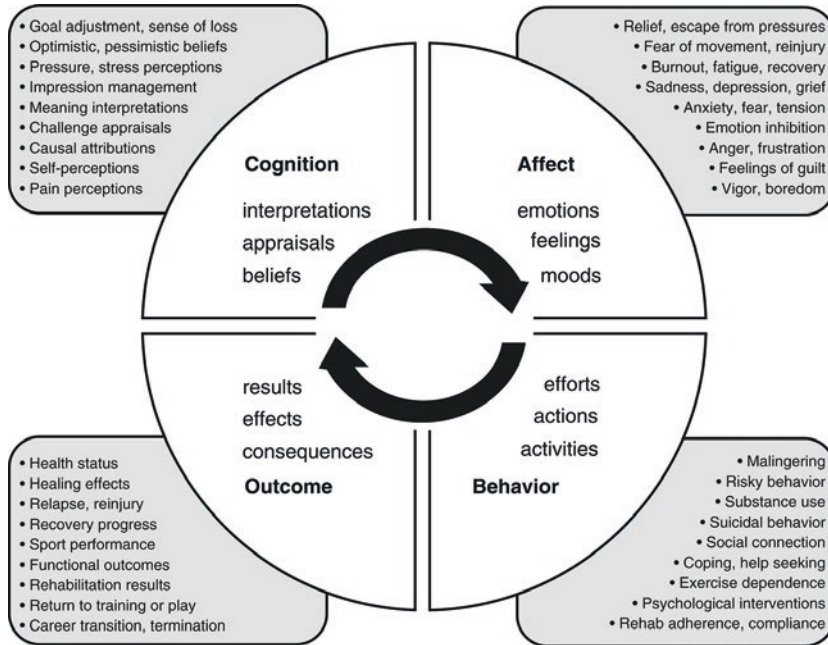 • Goal adjustment, sense of loss
• Optimistic, pessimistic beliefs
• Pressure, stress perceptions
• Impression management
• Meaning interpretations
• Challenge appraisals
• Causal attributions
• Self-perceptions
• Pain perceptions
• Relief, escape from pressures
• Fear of movement, reinjury
• Burnout, fatigue, recovery
• Sadness, depression, grief
• Anxiety, fear, tension
• Emotion inhibition
• Anger, frustration
• Feelings of guilt
• Vigor, boredom
Cognition
interpretations
appraisals
beliefs
Affect
emotions
feelings
moods
results
effects
consequences
Outcome
efforts
actions
activities
Behavior
• Health status
• Healing effects
• Relapse, reinjury
• Recovery progress
• Sport performance
• Functional outcomes
• Rehabilitation results
• Return to training or play
• Career transition, termination
• Malingering
• Risky behavior
• Substance use
• Suicidal behavior
• Social connection
• Coping, help seeking
• Exercise dependence
• Psychological interventions
• Rehab adherence, compliance